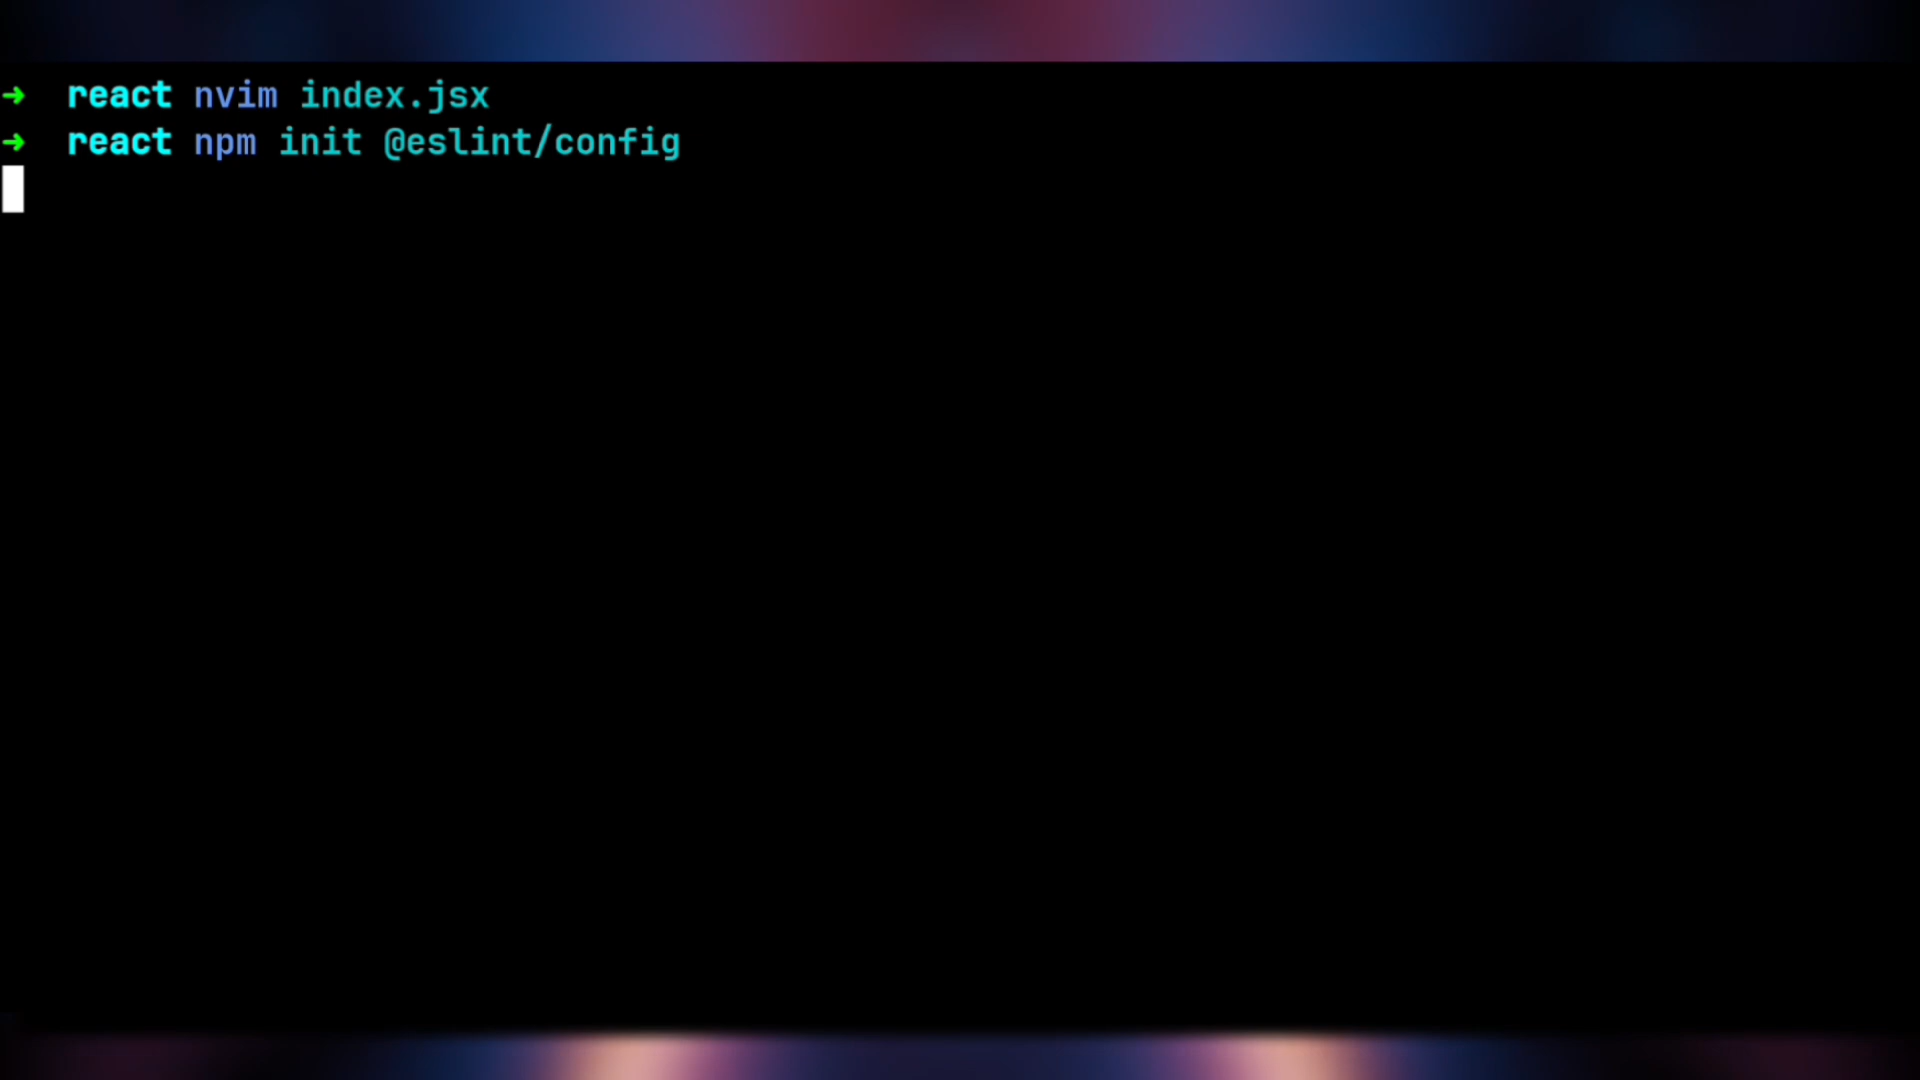 ➜ react nvim index.jsx
➜ react npm init @eslint/config